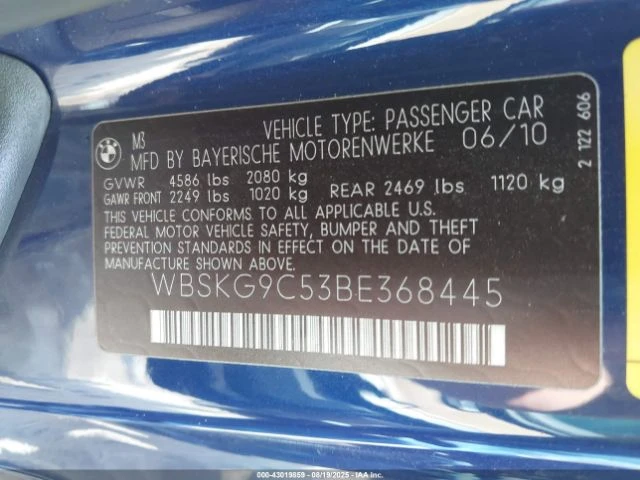 BMW
M3 VEHICLE TYPE: PASSENGER CAR
MFD BY BAYERISCHE MOTORENWERKE 06/10
GVWR 4586 lbs 2080 kg
GAWR FRONT 2249 lbs 1020 kg REAR 2469 lbs 1120 kg
THIS VEHICLE CONFORMS TO ALL APPLICABLE U.S.
FEDERAL MOTOR VEHICLE SAFETY, BUMPER AND THEFT
PREVENTION STANDARDS IN EFFECT ON THE DATE OF
MANUFACTURE SHOWN ABOVE.
WBSKG9C53BE368445
2 122 606
000-43019859 - 08/19/2025 - IAAI.COM